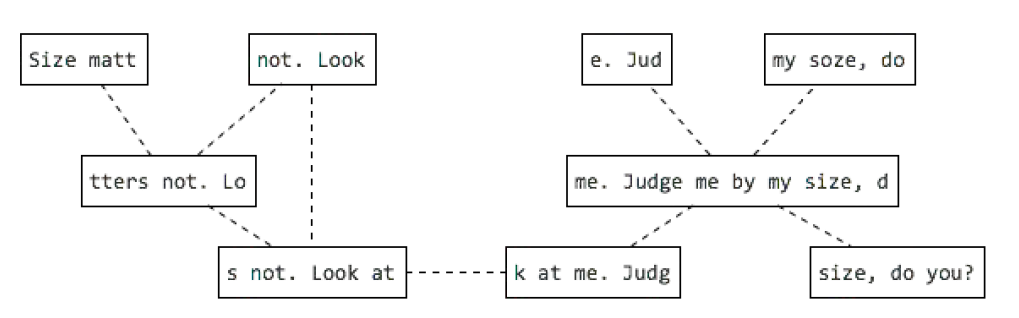 Size matt
not. Look
e. Jud
my soze, do
tters not. Lo
me. Judge me by my size, d
s not. Look at
k at me. Judg
size, do you?